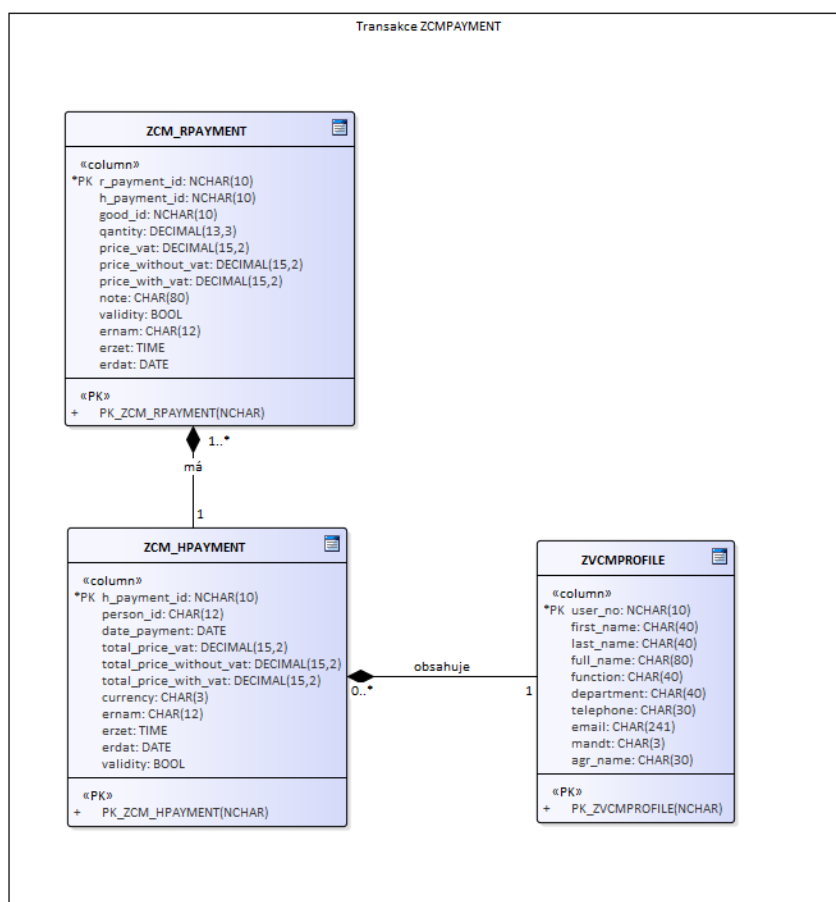 Transakce ZCMPAYMENT
ZCM_RPAYMENT
«column»
*PK r_payment_id: NCHAR(10)
h_payment_id: NCHAR(10)
good_id: NCHAR(10)
qantity: DECIMAL(13,3)
price_vat: DECIMAL(15,2)
price_without_vat: DECIMAL(15,2)
price_with_vat: DECIMAL(15,2)
note: CHAR(80)
validity: BOOL
ernam: CHAR(12)
erzet: TIME
erdat: DATE
«PK»
+ PK_ZCM_RPAYMENT(NCHAR)
1..*
má
1
ZCM_HPAYMENT
«column»
*PK h_payment_id: NCHAR(10)
person_id: CHAR(12)
date_payment: DATE
total_price_vat: DECIMAL(15,2)
total_price_without_vat: DECIMAL(15,2)
total_price_with_vat: DECIMAL(15,2)
currency: CHAR(3)
ernam: CHAR(12)
erzet: TIME
erdat: DATE
validity: BOOL
«PK»
+ PK_ZCM_HPAYMENT(NCHAR)
obsahuje
0..*
1
ZVCMPROFILE
«column»
*PK user_no: NCHAR(10)
first_name: CHAR(40)
last_name: CHAR(40)
full_name: CHAR(80)
function: CHAR(40)
department: CHAR(40)
telephone: CHAR(30)
email: CHAR(241)
mandt: CHAR(3)
agr_name: CHAR(30)
«PK»
+ PK_ZVCMPROFILE(NCHAR)